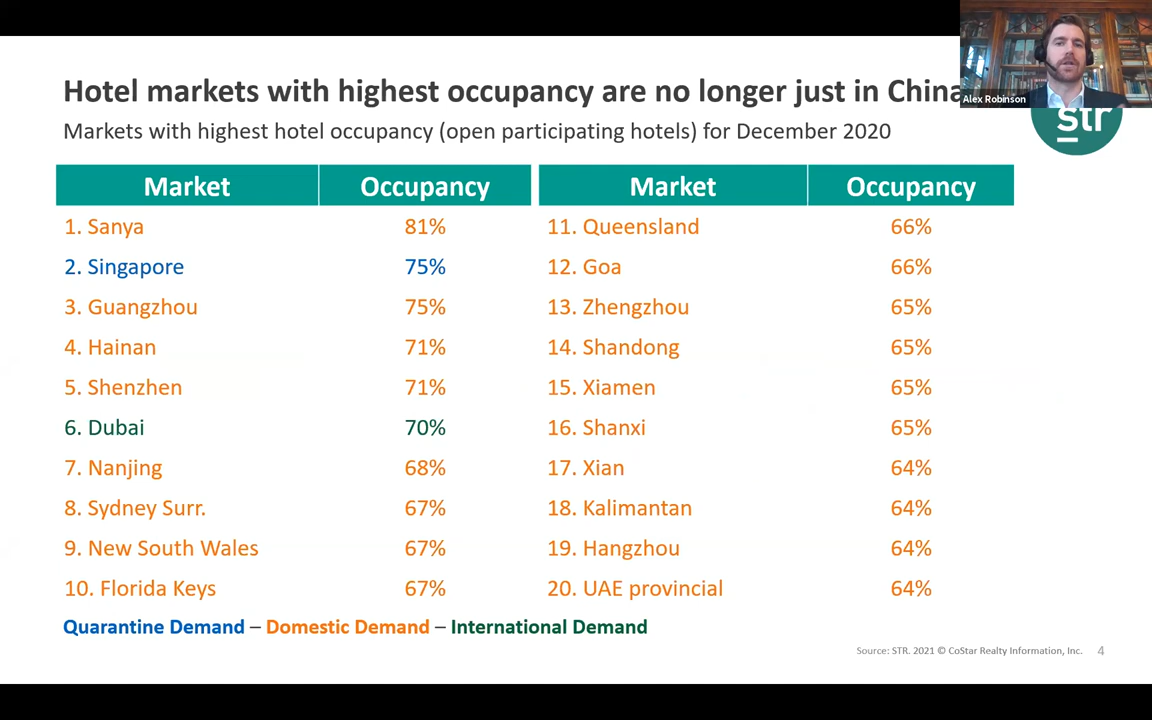 Hotel markets with highest occupancy are no longer just in China
Alex Robinson
Markets with highest hotel occupancy (open participating hotels) for December 2020
str
Market Occupancy Market Occupancy
1. Sanya 81% 11. Queensland 66%
2. Singapore 75% 12. Goa 66%
3. Guangzhou 75% 13. Zhengzhou 65%
4. Hainan 71% 14. Shandong 65%
5. Shenzhen 71% 15. Xiamen 65%
6. Dubai 70% 16. Shanxi 65%
7. Nanjing 68% 17. Xian 64%
8. Sydney Surr. 67% 18. Kalimantan 64%
9. New South Wales 67% 19. Hangzhou 64%
10. Florida Keys 67% 20. UAE provincial 64%
Quarantine Demand – Domestic Demand – International Demand
Source: STR. 2021 © CoStar Realty Information, Inc. 4